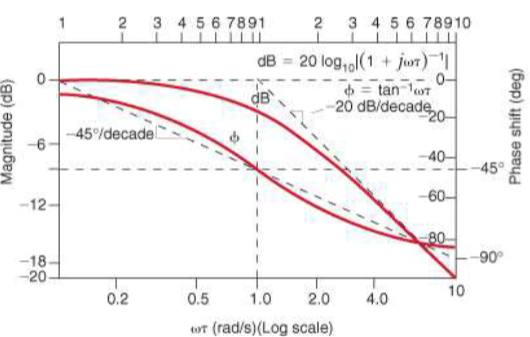 1 2 3 4 5 6 7 8 9 1 2 3 4 5 6 7 8 9 10
dB = 20 log10|(1 + jωτ)−1|
0
0
ϕ = tan−1ωτ
dB
−20 dB/decade
−20
−45°/decade
ϕ
−6
−40
−45°
−60
−12
−80
−90°
−18
−20
0.2 0.5 1.0 2.0 4.0 10
ωτ (rad/s)(Log scale)
Magnitude (dB)
Phase shift (deg)